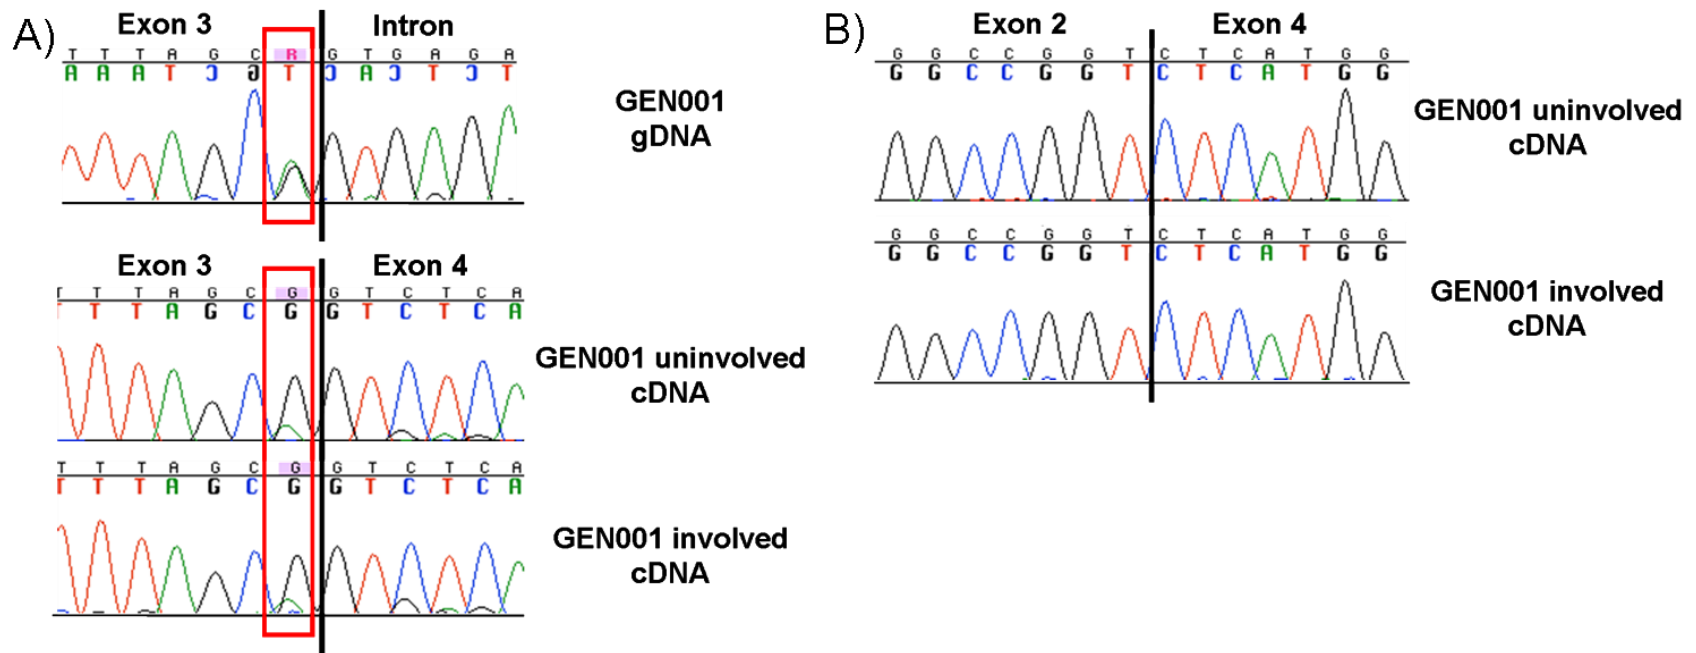 A)
Exon 3 Intron
T T T A G C R G T G A G A
A A A T C G T C A C T C T
GEN001
gDNA
Exon 3 Exon 4
T T T A G C G G T C T C A
T T T A G C G G T C T C A
GEN001 uninvolved
cDNA
T T T A G C G G T C T C A
T T T A G C G G T C T C A
GEN001 involved
cDNA
B)
Exon 2 Exon 4
G G C C G G T C T C A T G G
G G C C G G T C T C A T G G
GEN001 uninvolved
cDNA
G G C C G G T C T C A T G G
G G C C G G T C T C A T G G
GEN001 involved
cDNA